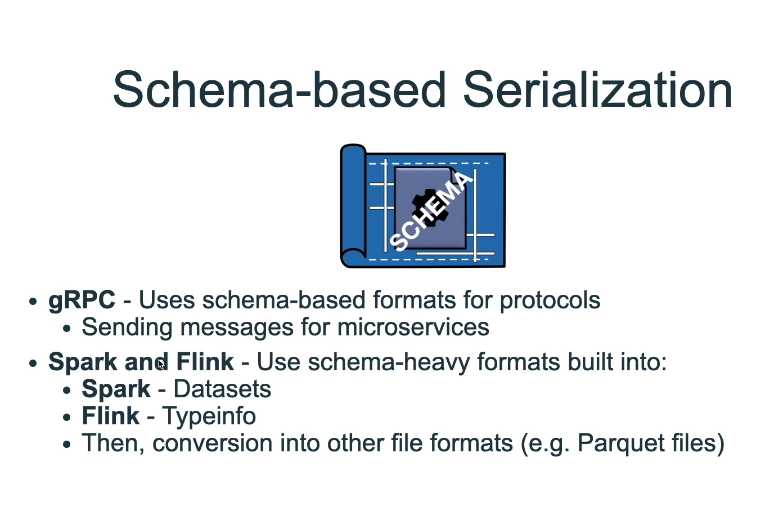 Schema-based Serialization
SCHEMA
• gRPC - Uses schema-based formats for protocols
• Sending messages for microservices
• Spark and Flink - Use schema-heavy formats built into:
• Spark - Datasets
• Flink - Typeinfo
• Then, conversion into other file formats (e.g. Parquet files)